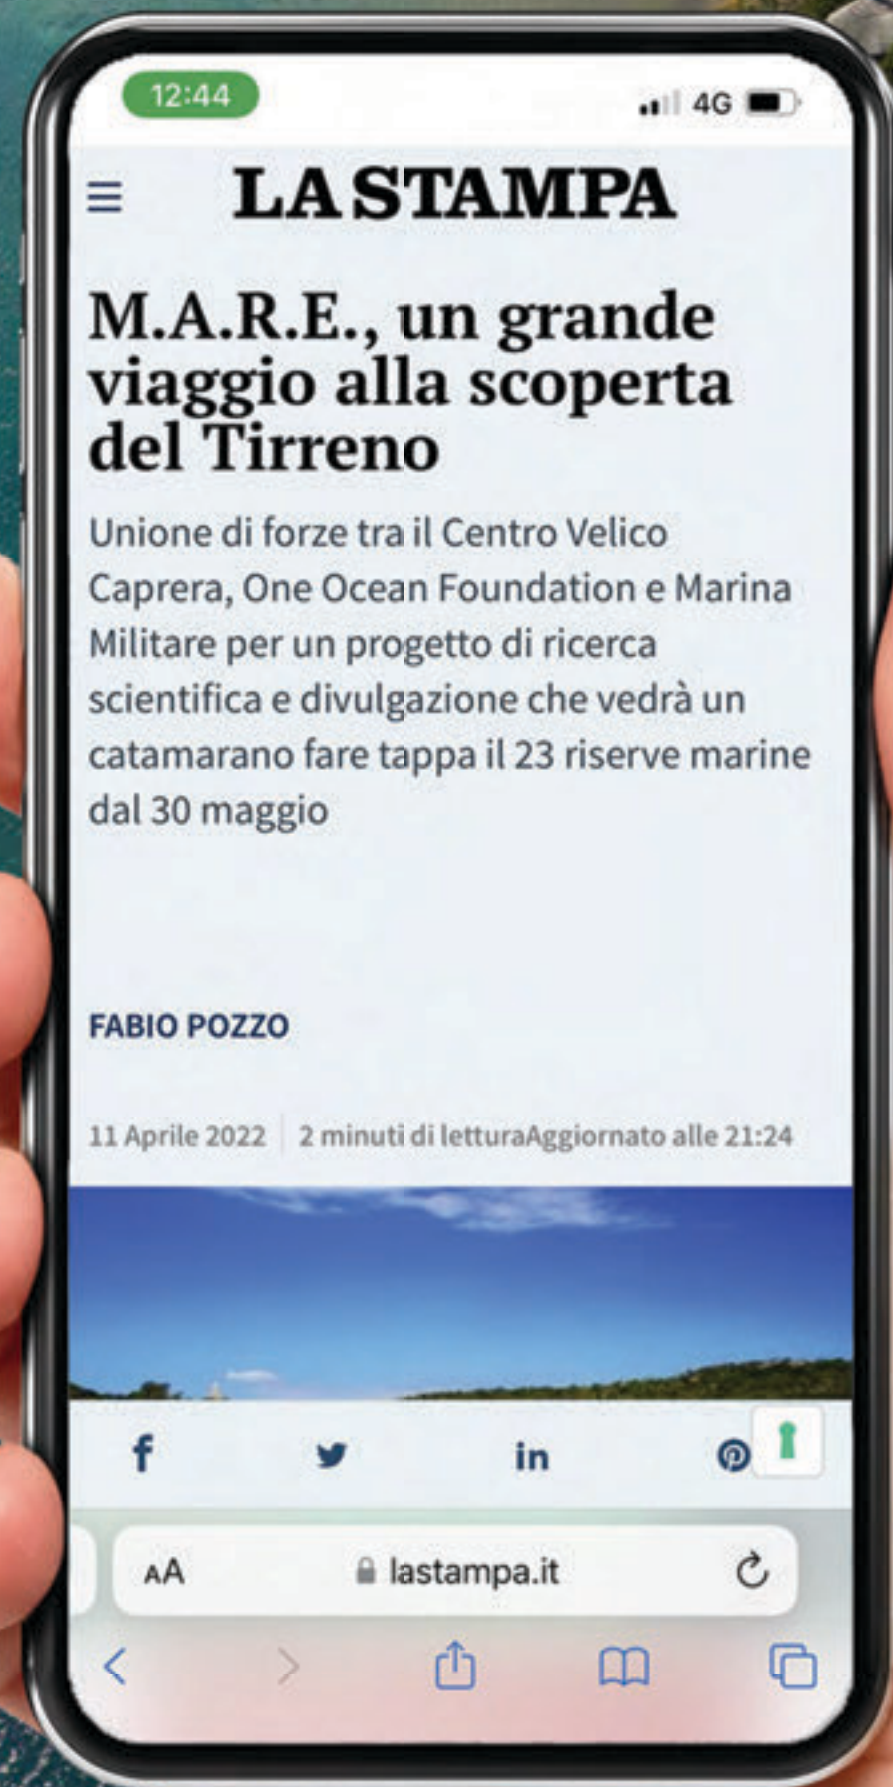 12:44
4G
LA STAMPA
M.A.R.E., un grande
viaggio alla scoperta
del Tirreno
Unione di forze tra il Centro Velico
Caprera, One Ocean Foundation e Marina
Militare per un progetto di ricerca
scientifica e divulgazione che vedrà un
catamarano fare tappa il 23 riserve marine
dal 30 maggio
FABIO POZZO
11 Aprile 2022 | 2 minuti di letturaAggiornato alle 21:24
f in
AA lastampa.it